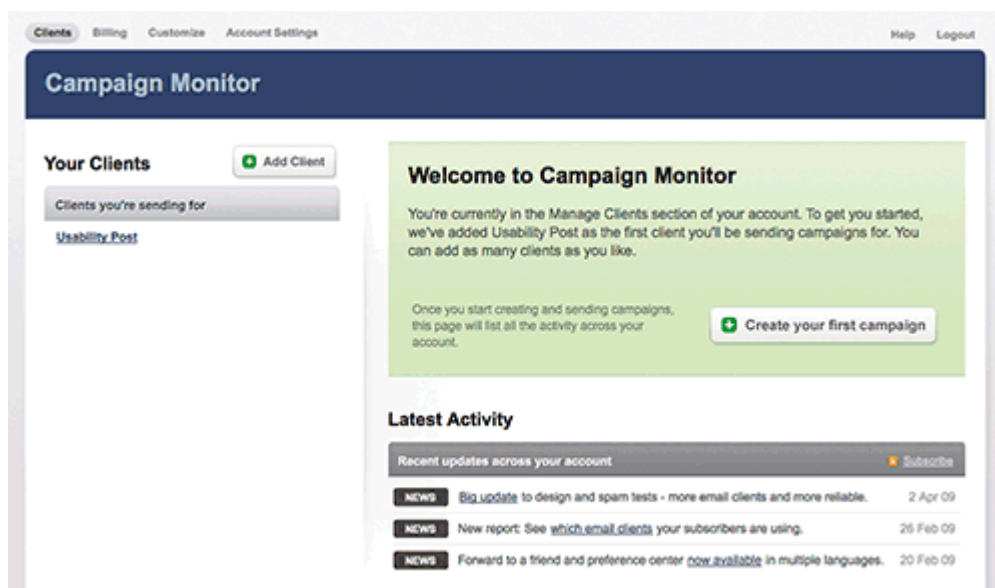 Clients Billing Customize Account Settings Help Logout
Campaign Monitor
Your Clients
Add Client
Clients you're sending for
Usability Post
Welcome to Campaign Monitor
You're currently in the Manage Clients section of your account. To get you started,
we've added Usability Post as the first client you'll be sending campaigns for. You
can add as many clients as you like.
Once you start creating and sending campaigns,
this page will list all the activity across your
account.
Create your first campaign
Latest Activity
Recent updates across your account Subscribe
NEWS Big update to design and spam tests - more email clients and more reliable. 2 Apr 09
NEWS New report: See which email clients your subscribers are using. 26 Feb 09
NEWS Forward to a friend and preference center now available in multiple languages. 20 Feb 09